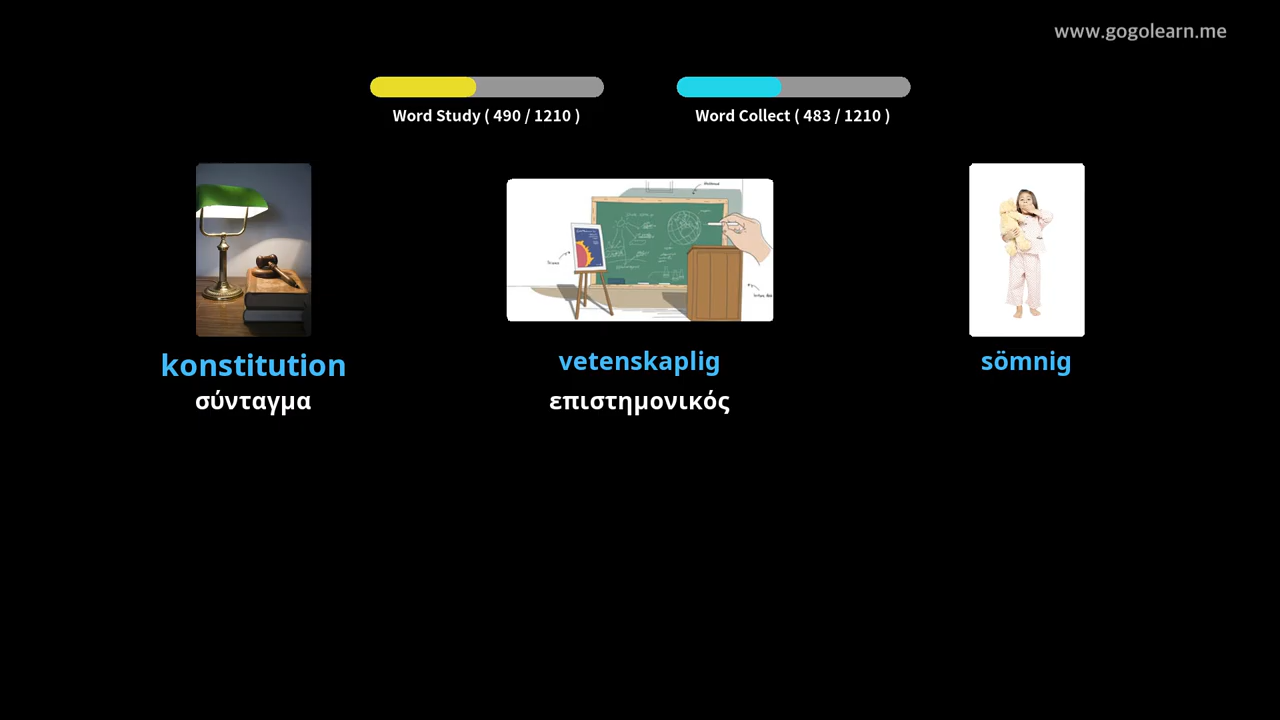 www.gogolearn.me
Word Study ( 490 / 1210 )
Word Collect ( 483 / 1210 )
konstitution
vetenskaplig
sömnig
σύνταγμα
επιστημονικός